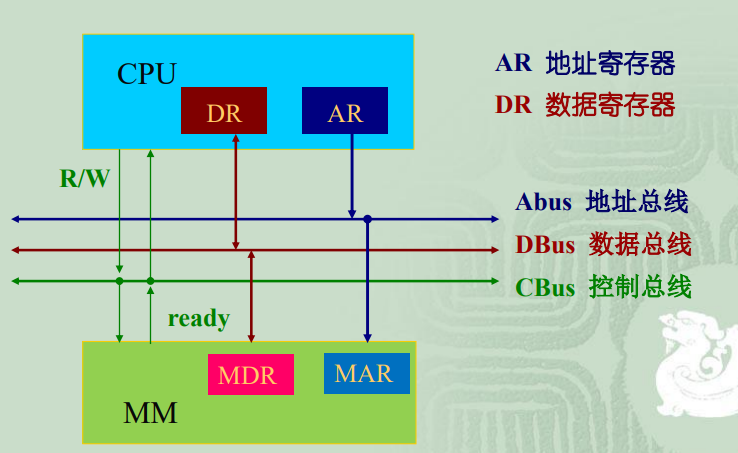 CPU
AR 地址寄存器
DR
AR
DR 数据寄存器
R/W
Abus 地址总线
DBus 数据总线
CBus 控制总线
ready
MDR
MAR
MM